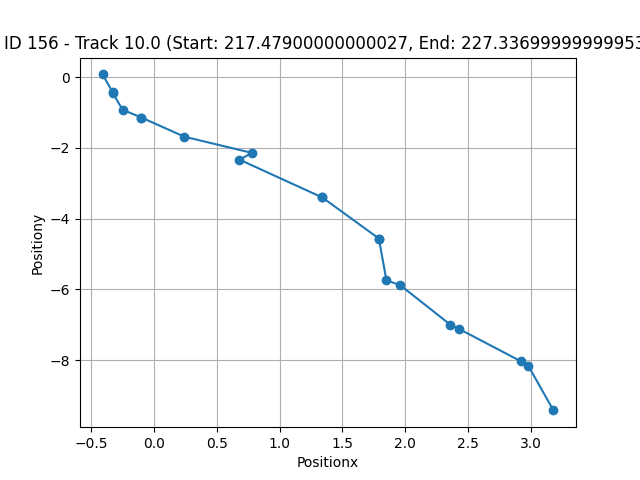 ID 156 - Track 10.0 (Start: 217.47900000000027, End: 227.3369999999999953
0
−2
−4
−6
−8
Positiony
−0.5 0.0 0.5 1.0 1.5 2.0 2.5 3.0
Positionx